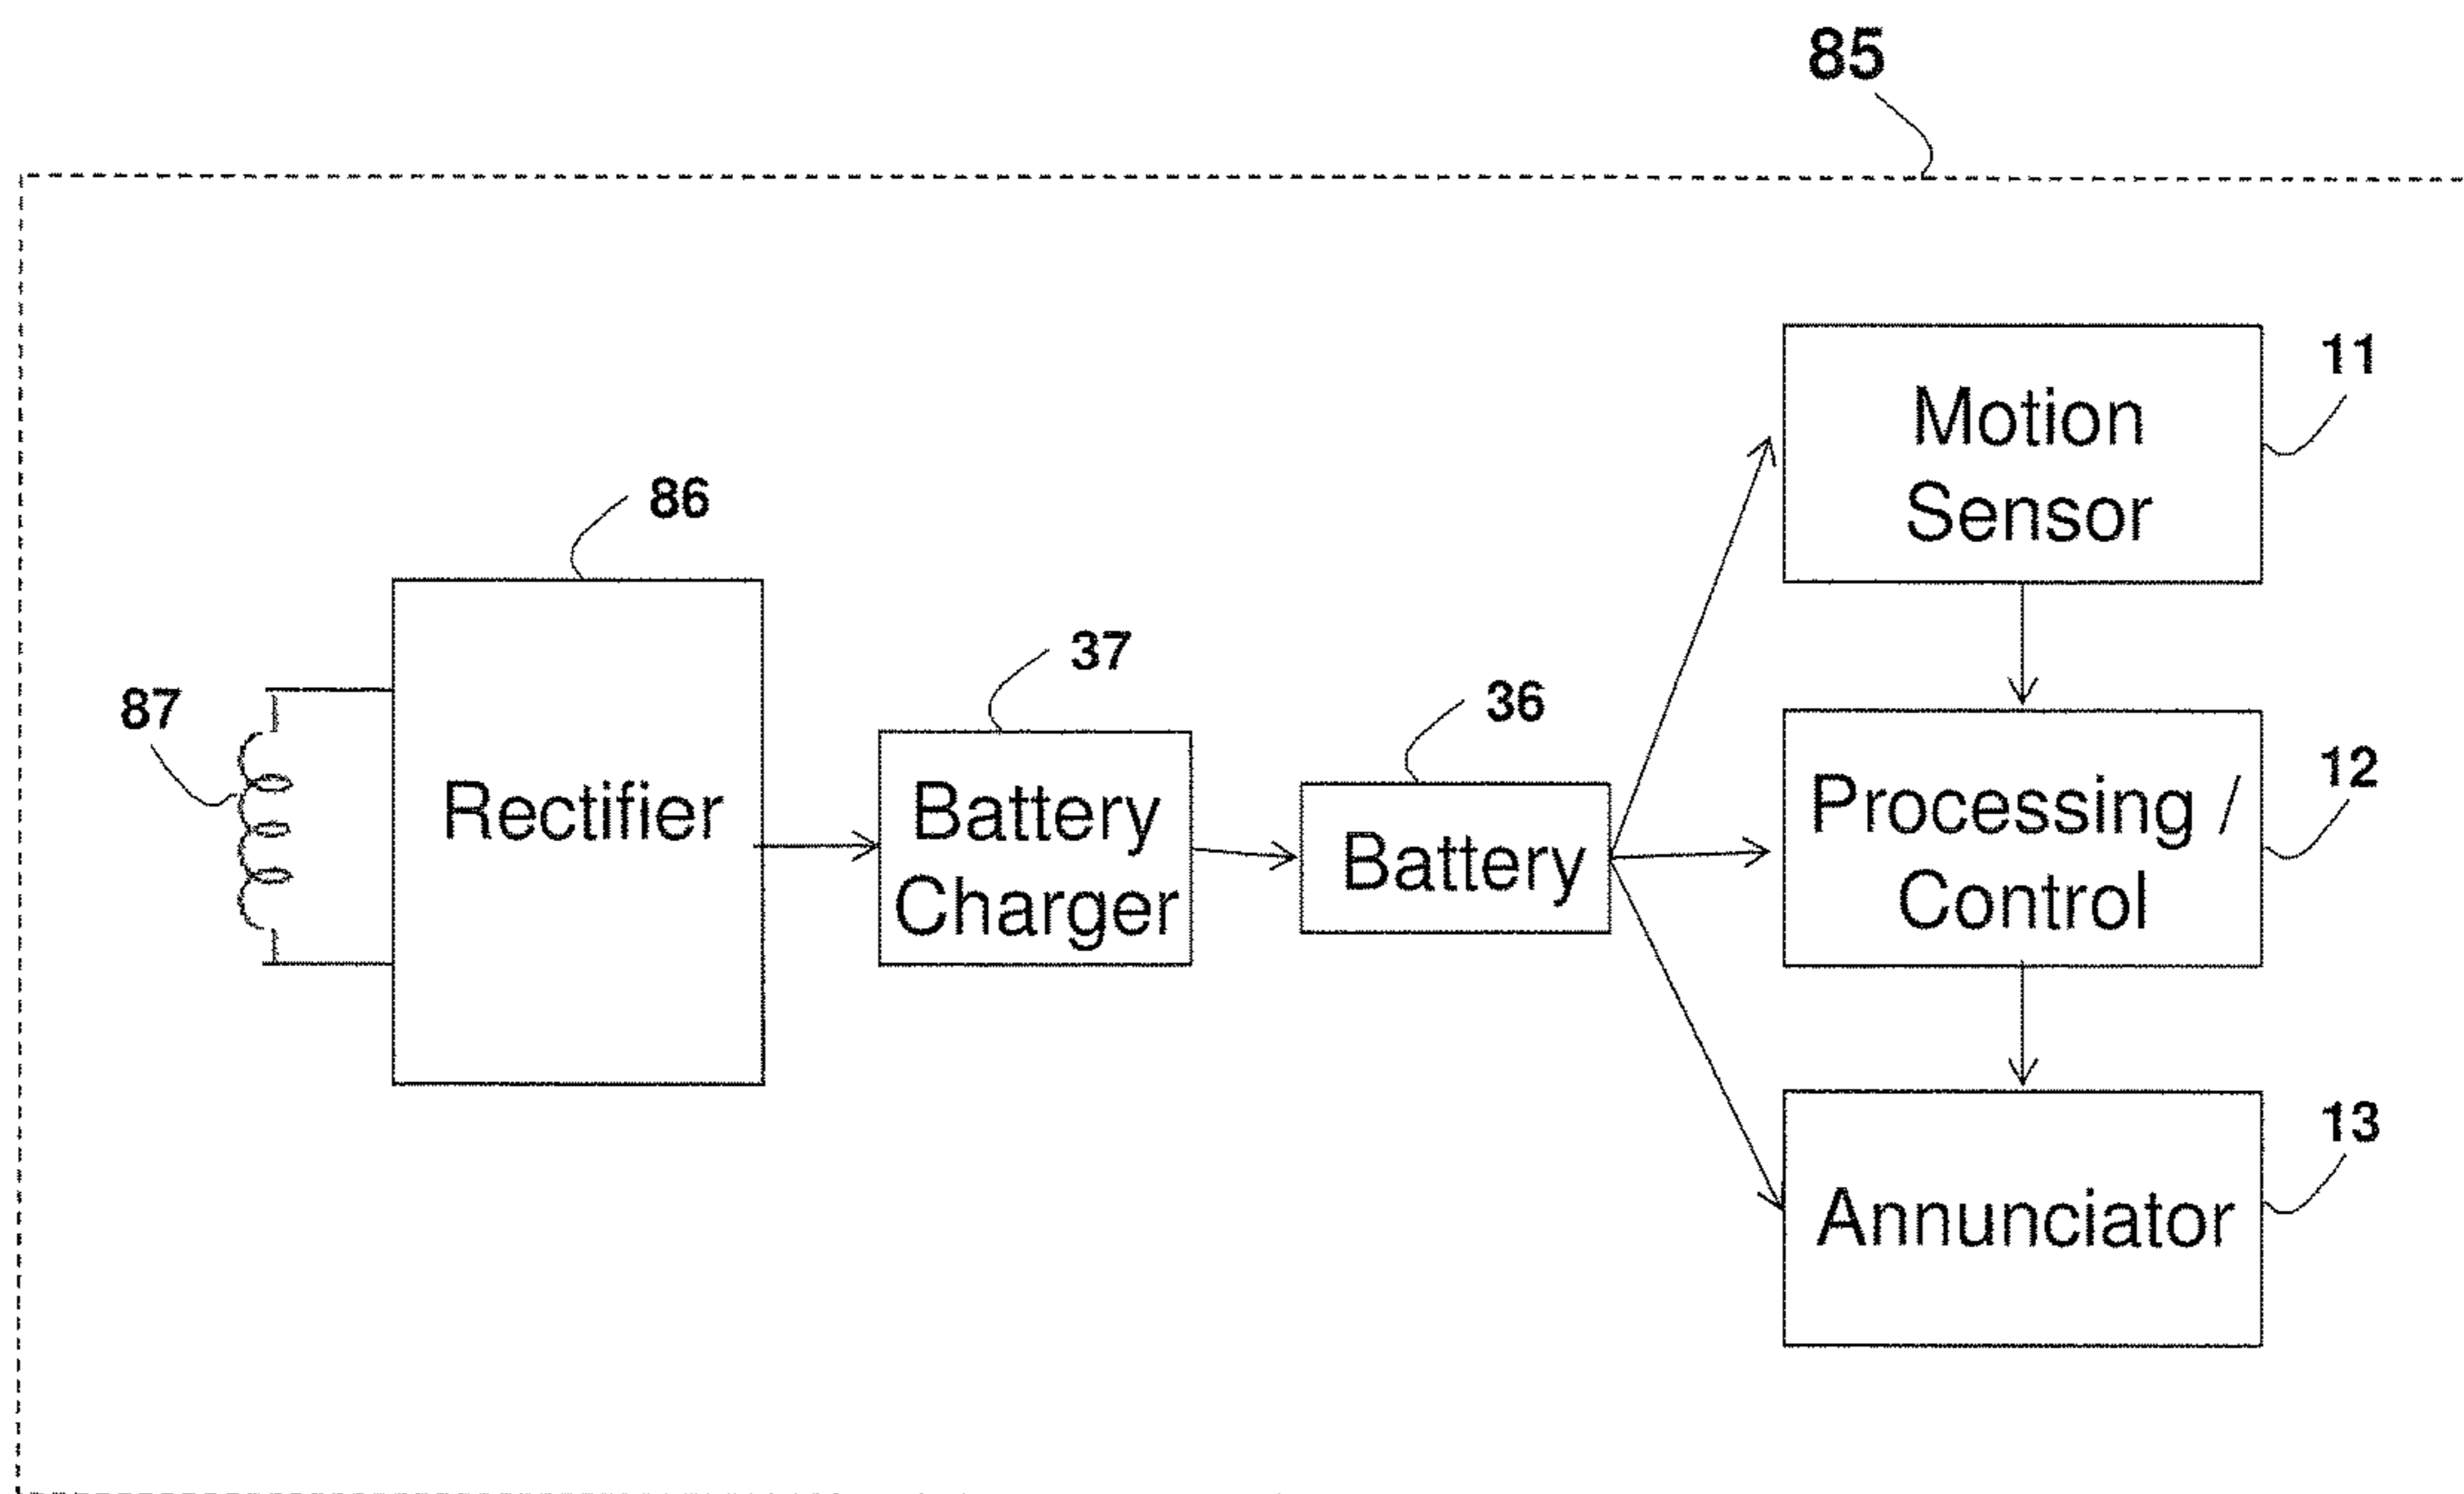 85
11
Motion
Sensor
86
37
36
87
12
Rectifier
Battery
Charger
Battery
Processing /
Control
13
Annunciator